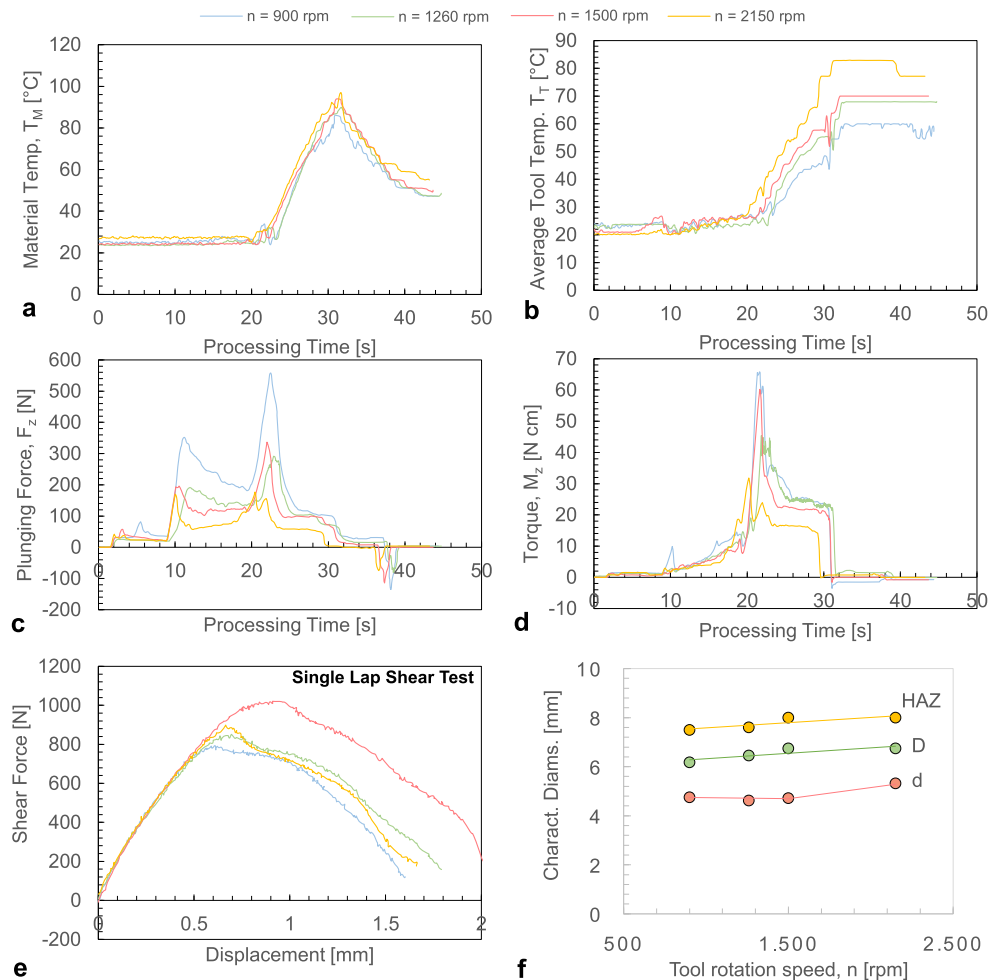 n = 900 rpm n = 1260 rpm n = 1500 rpm n = 2150 rpm
120
100
80
60
40
20
0
0 10 20 30 40 50
Material Temp, T_M [°C]
Processing Time [s]
a
90
80
70
60
50
40
30
20
10
0 10 20 30 40 50
Average Tool Temp. T_T [°C]
Processing Time [s]
b
600
500
400
300
200
100
0
-100
-200
0 10 20 30 40 50
Plunging Force, F_z [N]
Processing Time [s]
c
70
60
50
40
30
20
10
0
-10
0 10 20 30 40 50
Torque, M_z [N cm]
Processing Time [s]
d
Single Lap Shear Test
1200
1000
800
600
400
200
0
-200
0 0.5 1 1.5 2
Shear Force [N]
Displacement [mm]
e
10
8
6
4
2
0
500 1.500 2.500
HAZ
D
d
Charact. Diams. [mm]
Tool rotation speed, n [rpm]
f